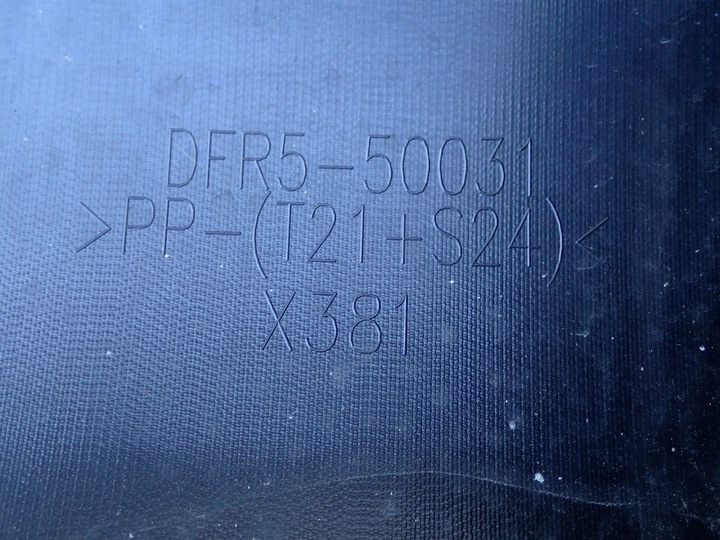 DFR5-50031
>PP-(T21+S24)<
X381